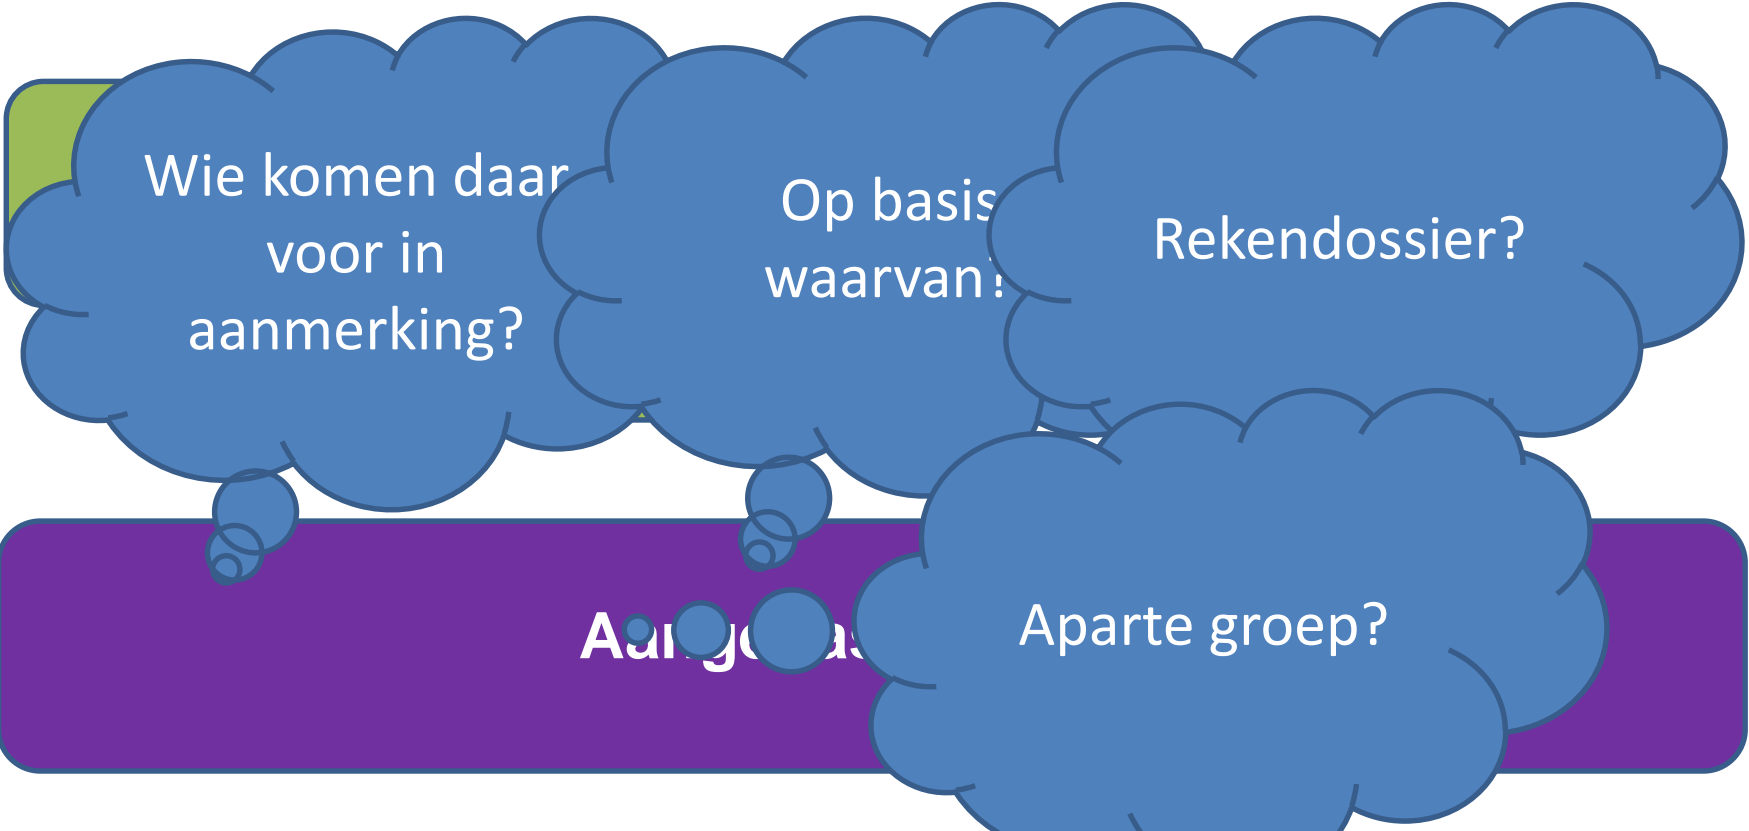 Wie komen daar
voor in
aanmerking?
Op basis
waarvan?
Rekendossier?
Aparte groep?